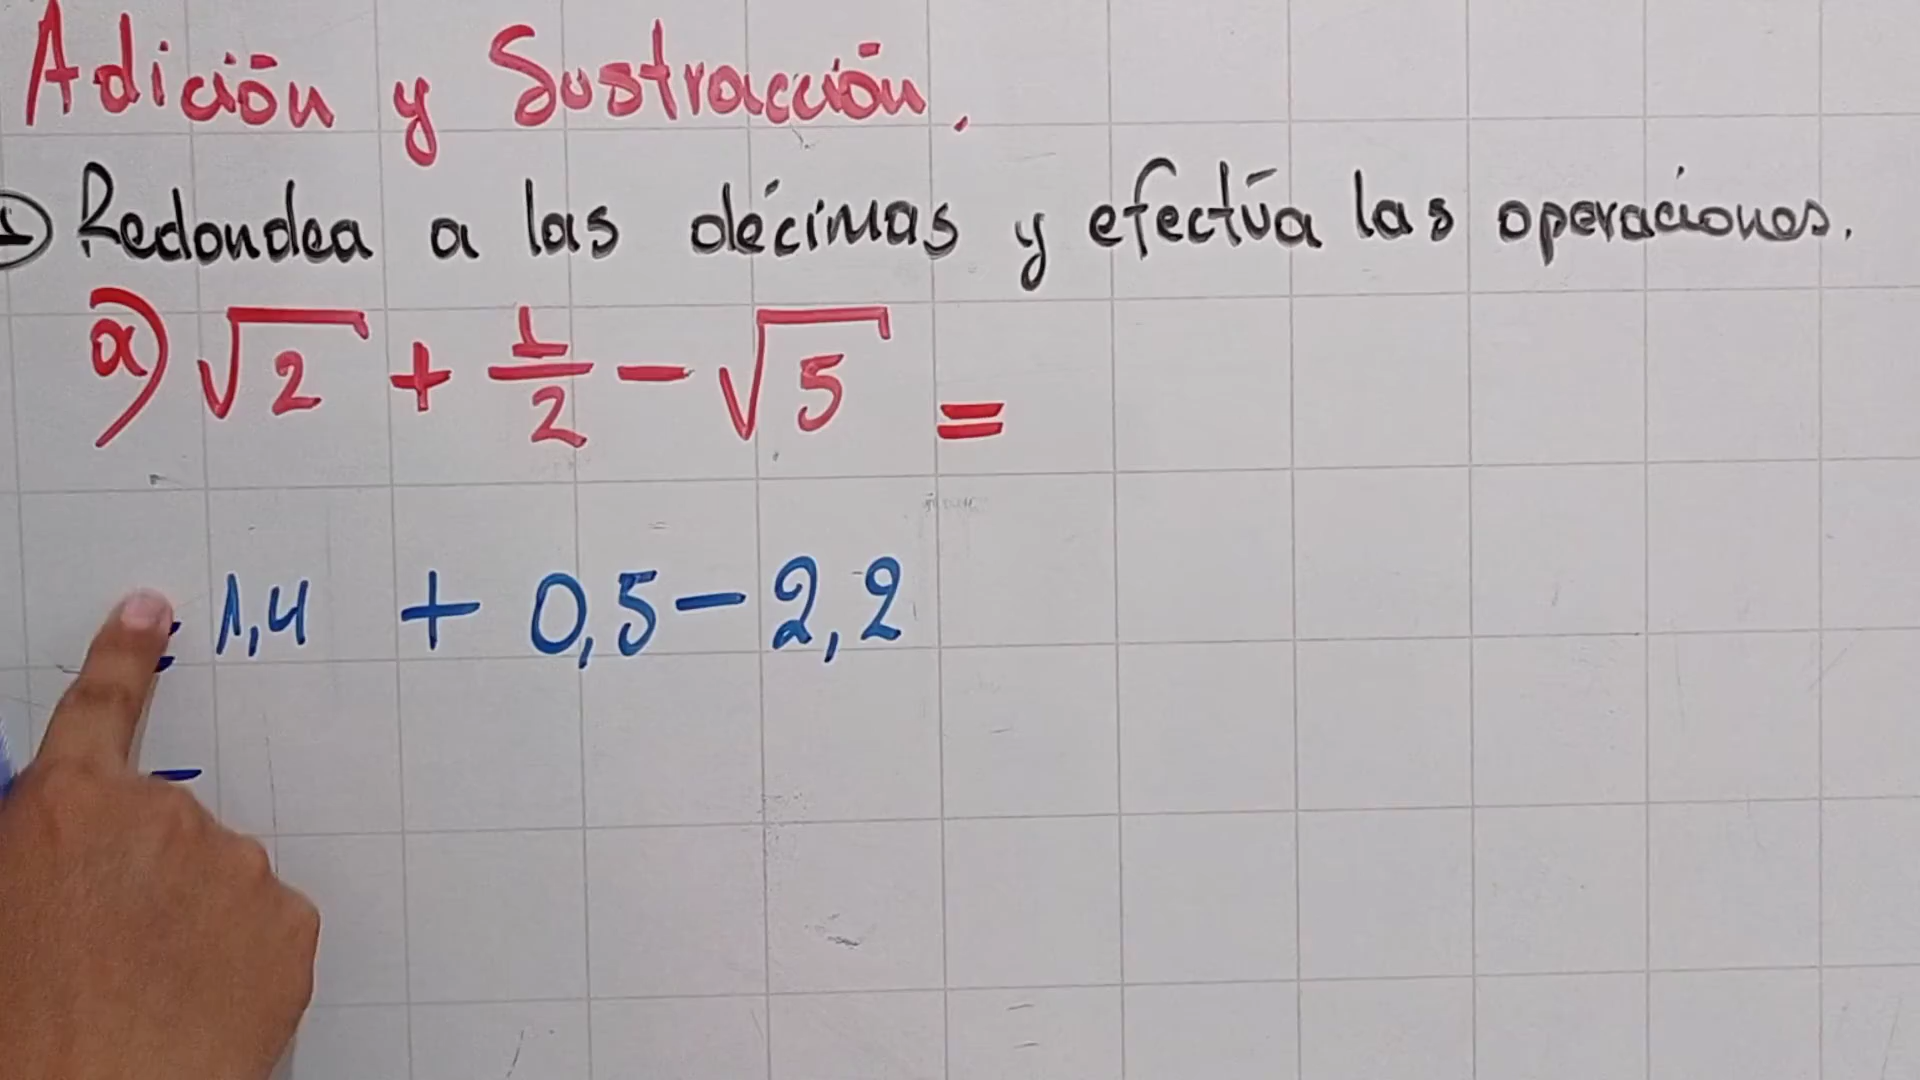 Adición y Sustracción.
1) Redondea a las décimas y efectúa las operaciones.
a) √2 + 1/2 - √5 =
= 1,4 + 0,5 - 2,2